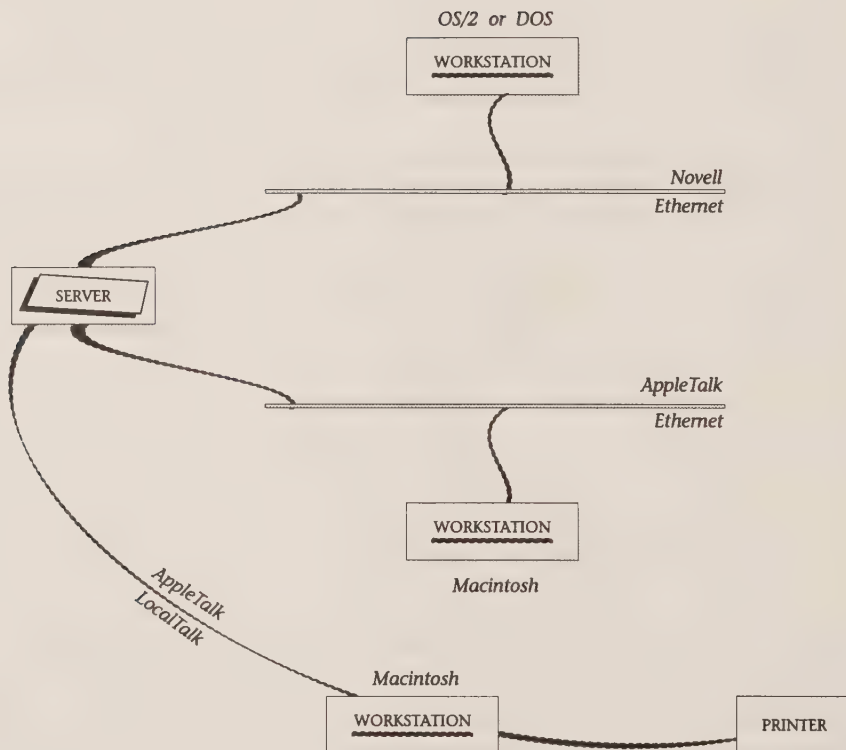 OS/2 or DOS
WORKSTATION
Novell
Ethernet
SERVER
AppleTalk
Ethernet
WORKSTATION
Macintosh
AppleTalk
LocalTalk
Macintosh
WORKSTATION
PRINTER